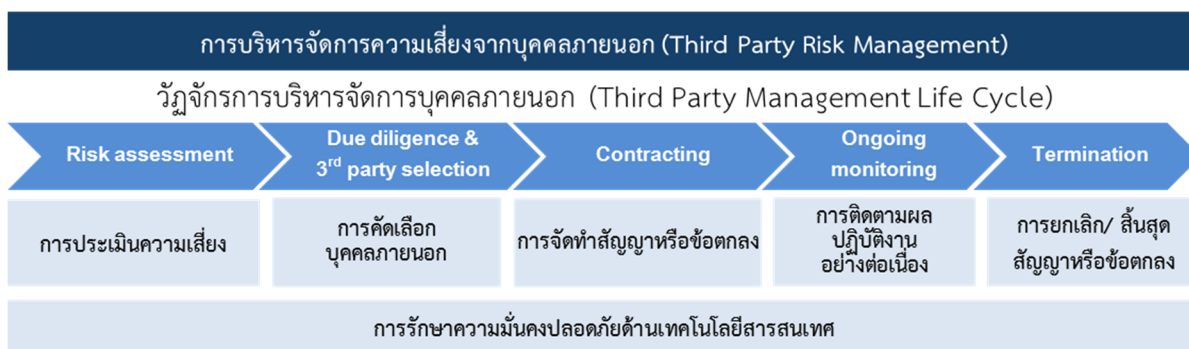 การบริหารจัดการความเสี่ยงจากบุคคลภายนอก (Third Party Risk Management)
วัฏจักรการบริหารจัดการบุคคลภายนอก (Third Party Management Life Cycle)
Risk assessment
Due diligence &
3rd party selection
Contracting
Ongoing
monitoring
Termination
การประเมินความเสี่ยง
การคัดเลือก
บุคคลภายนอก
การจัดทำสัญญาหรือข้อตกลง
การติดตามผล
ปฏิบัติงาน
อย่างต่อเนื่อง
การยกเลิก/ สิ้นสุด
สัญญาหรือข้อตกลง
การรักษาความมั่นคงปลอดภัยด้านเทคโนโลยีสารสนเทศ